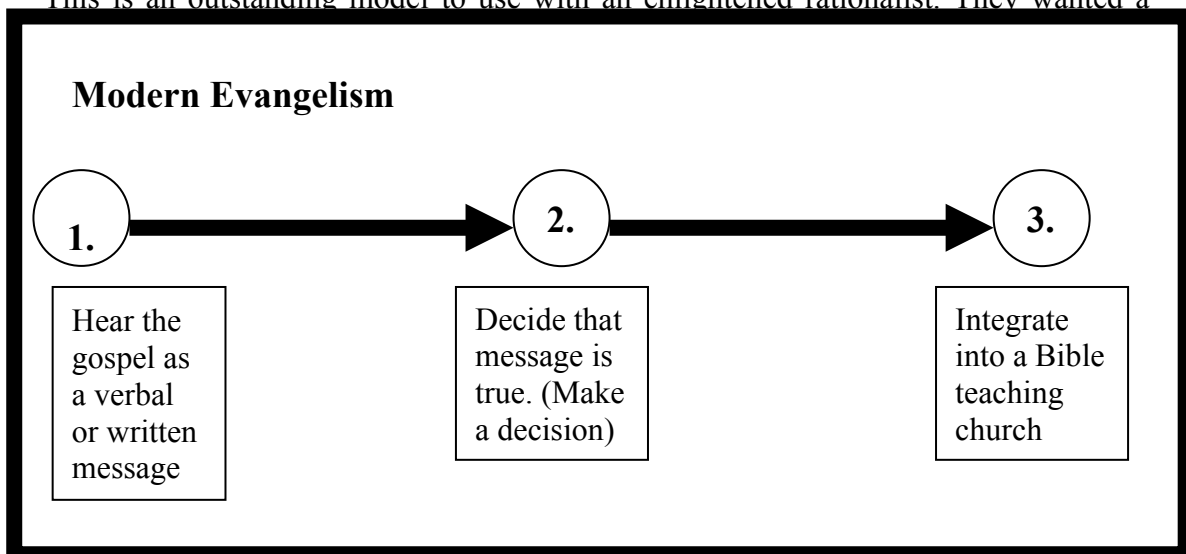 This is an outstanding model to use with an enlightened rationalist. They wanted a
Modern Evangelism
1.
2.
3.
Hear the
gospel as
a verbal
or written
message
Decide that
message is
true. (Make
a decision)
Integrate
into a Bible
teaching
church